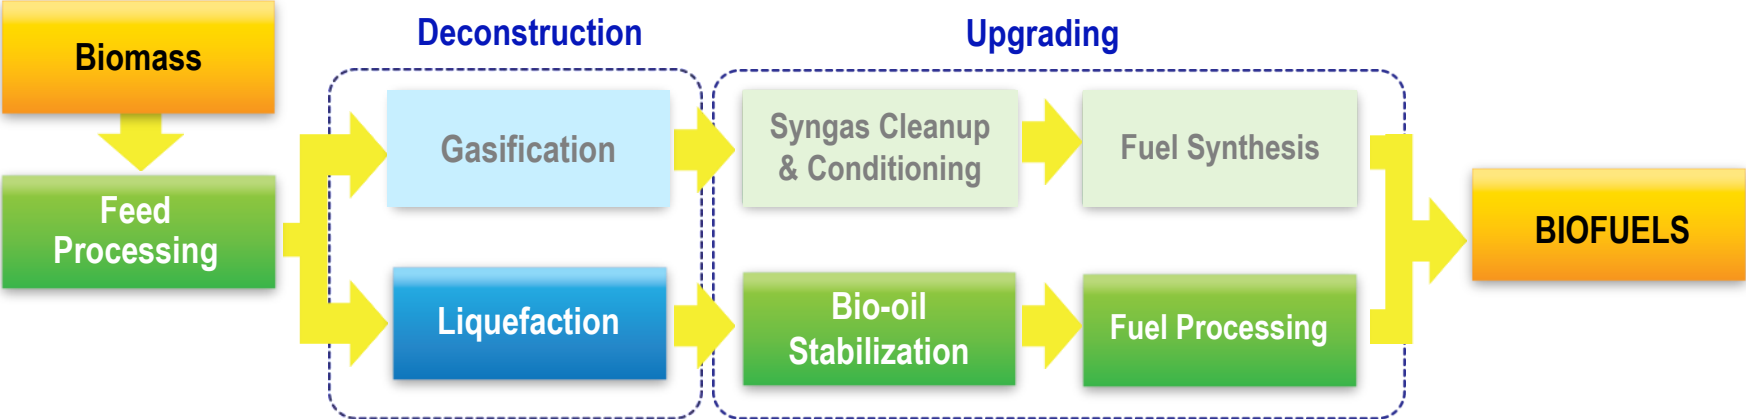 Deconstruction
Upgrading
Biomass
Feed
Processing
Gasification
Syngas Cleanup
& Conditioning
Fuel Synthesis
Liquefaction
Bio-oil
Stabilization
Fuel Processing
BIOFUELS